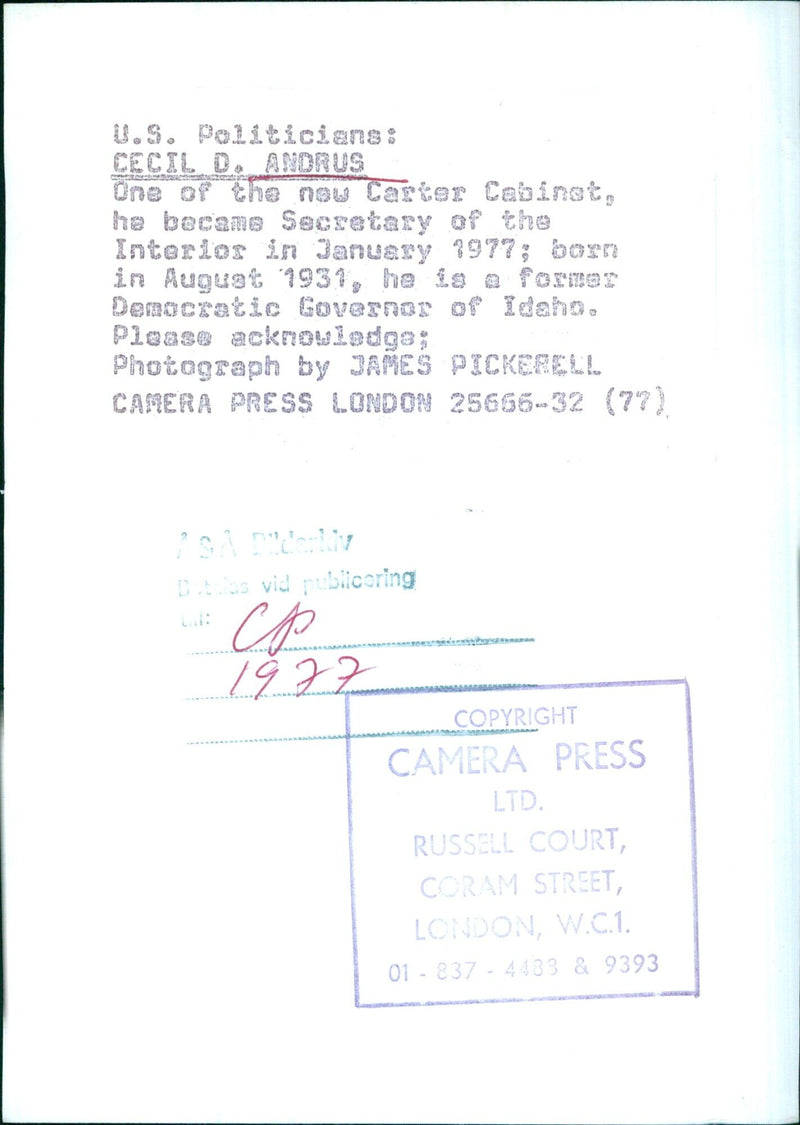 U.S. Politicians:
CECIL D. ANDRUS
One of the new Carter Cabinet,
he became Secretary of the
Interior in January 1977; born
in August 1931, he is a former
Democratic Governor of Idaho.
Please acknowledge;
Photograph by JAMES PICKERELL
CAMERA PRESS LONDON 25666-32 (77)
A&A Bildarkiv
Betalas vid publicering
till:
CP
1977
COPYRIGHT
CAMERA PRESS
LTD.
RUSSELL COURT,
CORAM STREET,
LONDON, W.C.1.
01 - 837 - 4483 & 9393